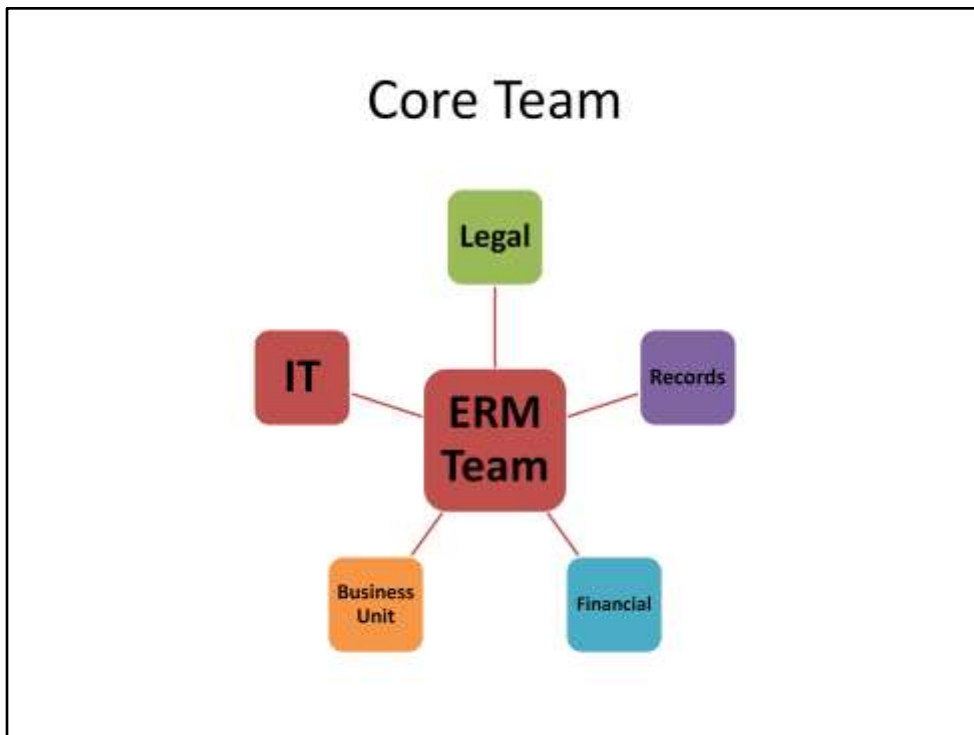 Core Team
Legal
IT
Records
ERM
Team
Business
Unit
Financial